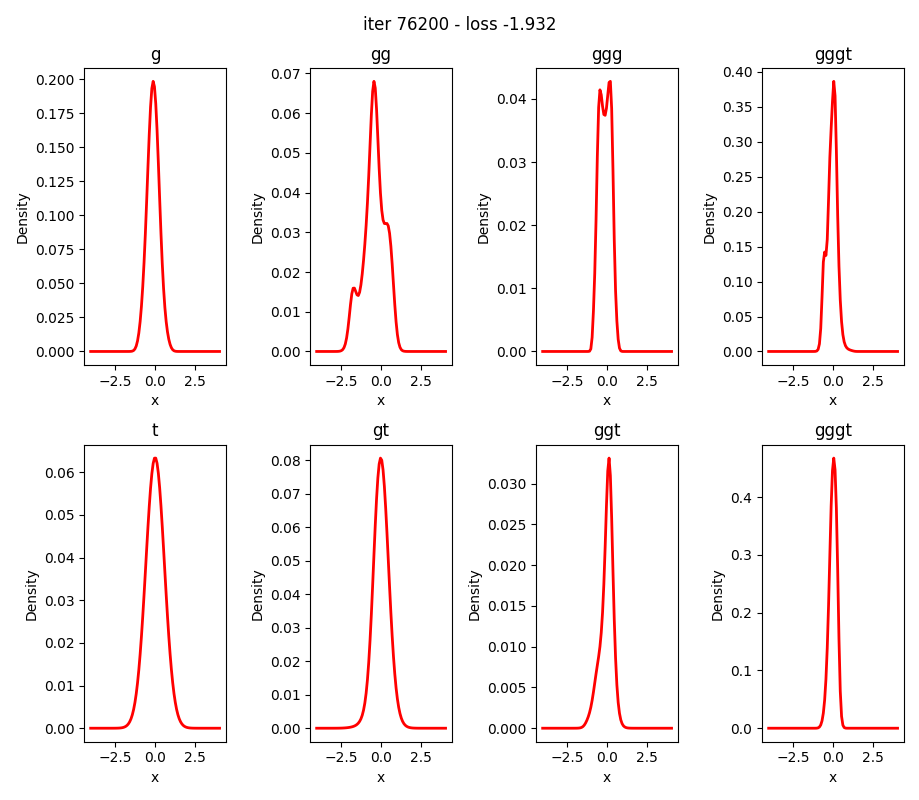 iter 76200 - loss -1.932
g
gg
ggg
gggt
0.200
0.175
0.150
0.125
0.100
0.075
0.050
0.025
0.000
Density
−2.5 0.0 2.5
x
0.07
0.06
0.05
0.04
0.03
0.02
0.01
0.00
Density
−2.5 0.0 2.5
x
0.04
0.03
0.02
0.01
0.00
Density
−2.5 0.0 2.5
x
0.40
0.35
0.30
0.25
0.20
0.15
0.10
0.05
0.00
Density
−2.5 0.0 2.5
x
t
gt
ggt
gggt
0.06
0.05
0.04
0.03
0.02
0.01
0.00
Density
−2.5 0.0 2.5
x
0.08
0.07
0.06
0.05
0.04
0.03
0.02
0.01
0.00
Density
−2.5 0.0 2.5
x
0.030
0.025
0.020
0.015
0.010
0.005
0.000
Density
−2.5 0.0 2.5
x
0.4
0.3
0.2
0.1
0.0
Density
−2.5 0.0 2.5
x